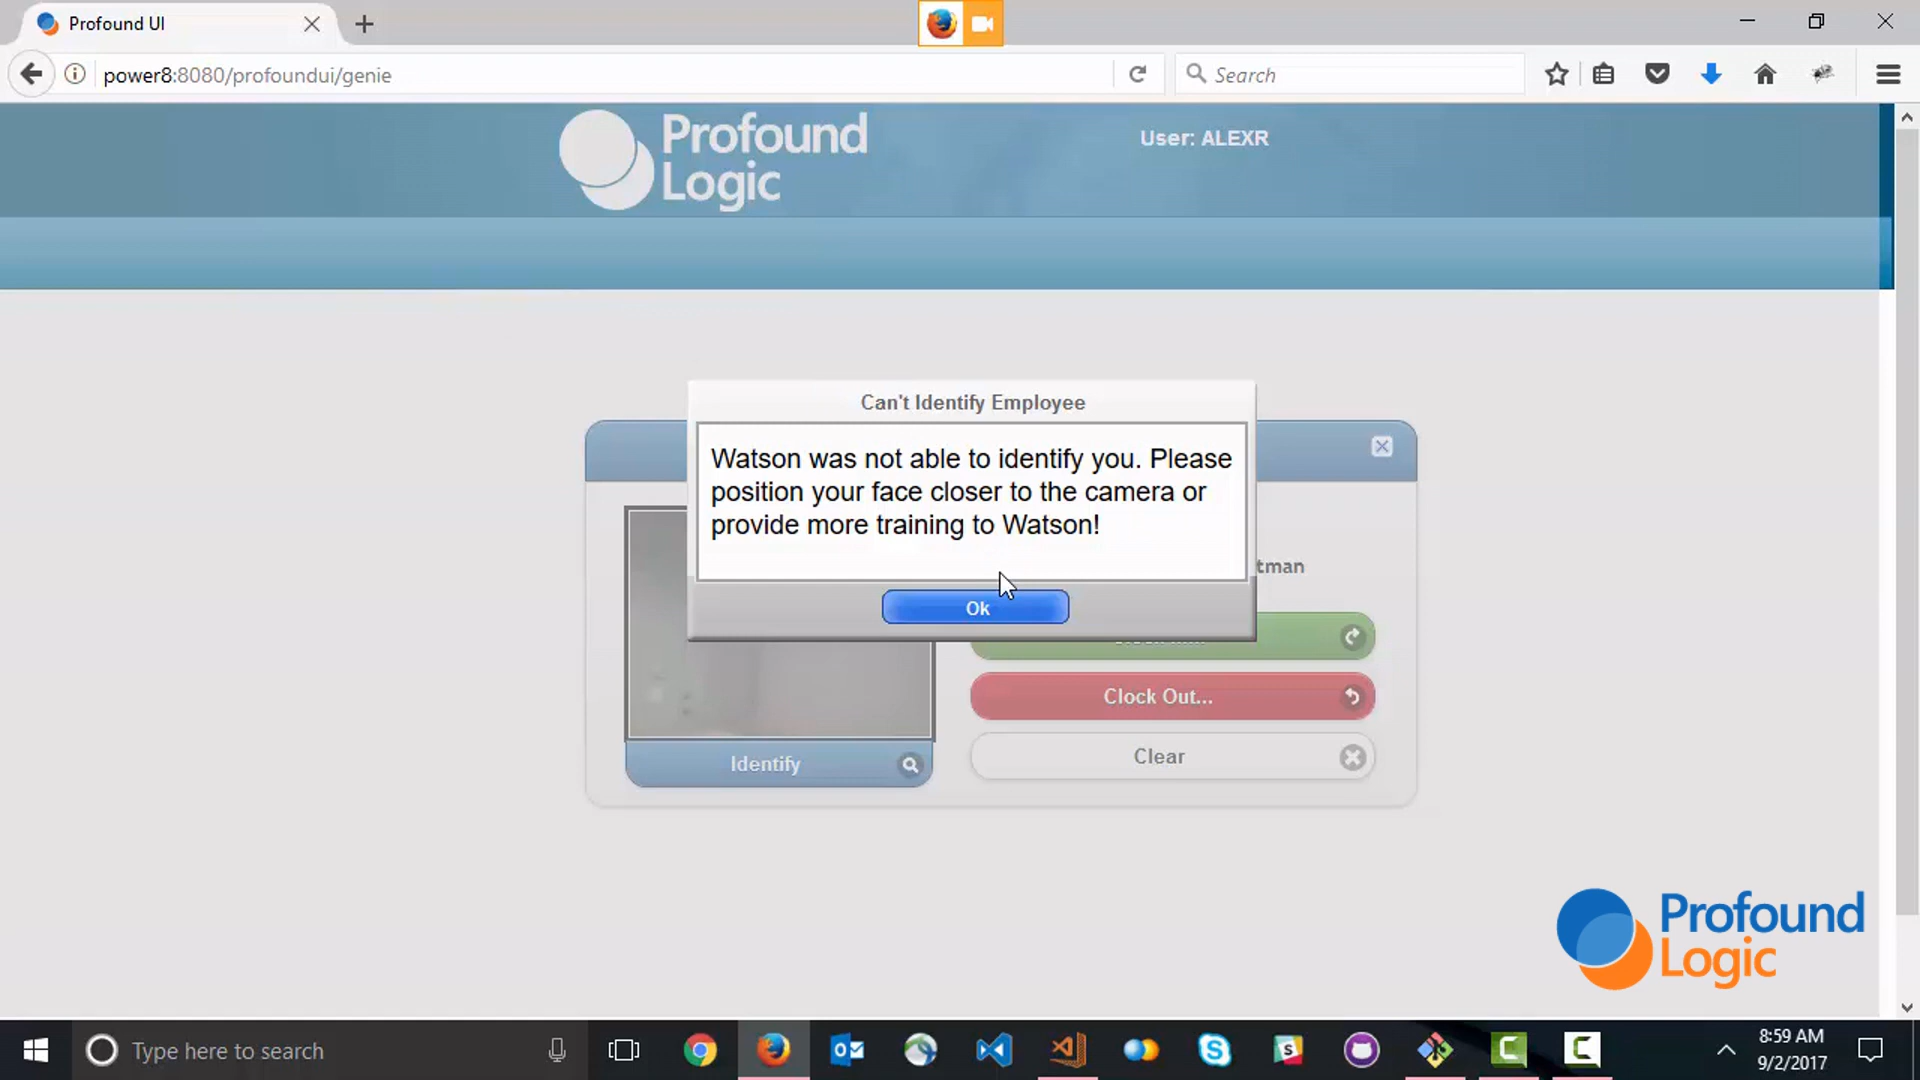 Profound UI
power8:8080/profoundui/genie
Search
Profound
Logic
User: ALEXR
Can't Identify Employee
Watson was not able to identify you. Please
position your face closer to the camera or
provide more training to Watson!
Ok
tman
Clock Out...
Identify
Clear
Profound
Logic
Type here to search
8:59 AM
9/2/2017